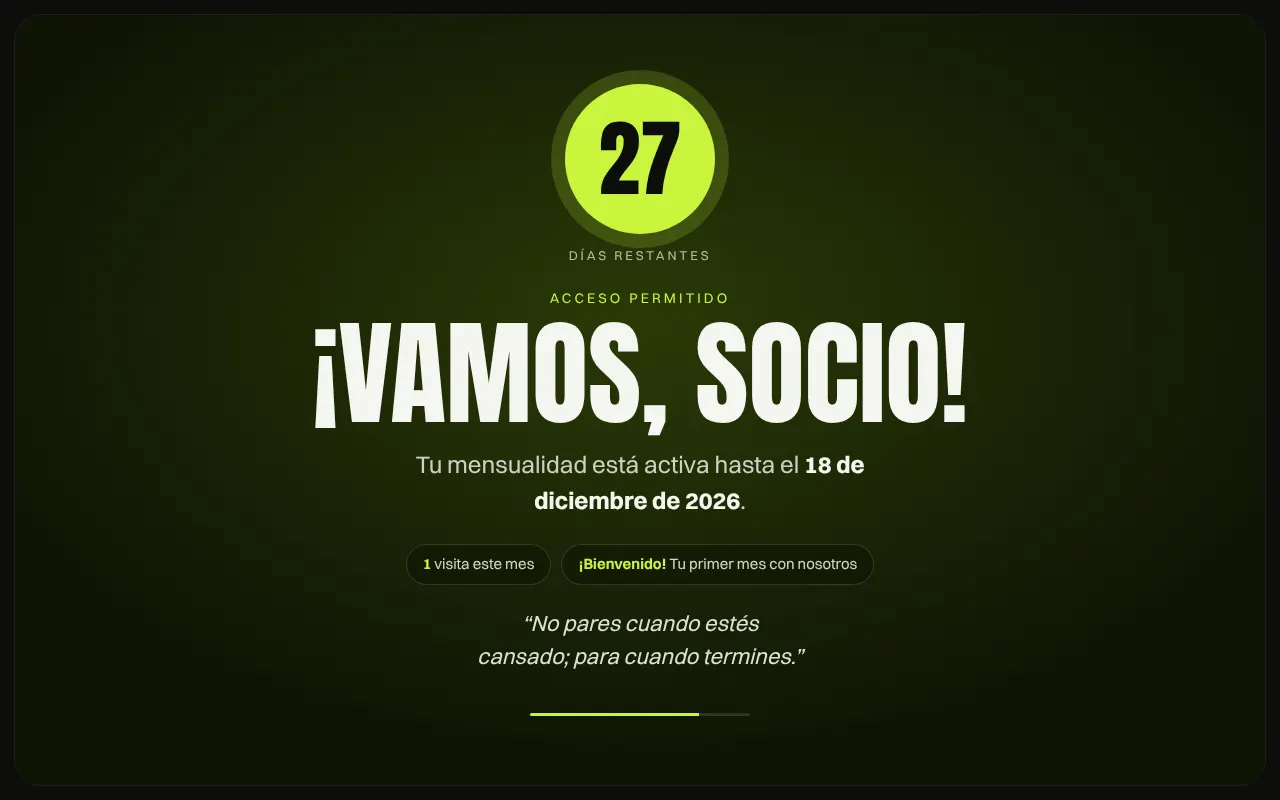 27
DÍAS RESTANTES
ACCESO PERMITIDO
¡VAMOS, SOCIO!
Tu mensualidad está activa hasta el 18 de
diciembre de 2026.
1 visita este mes
¡Bienvenido! Tu primer mes con nosotros
“No pares cuando estés
cansado; para cuando termines.”